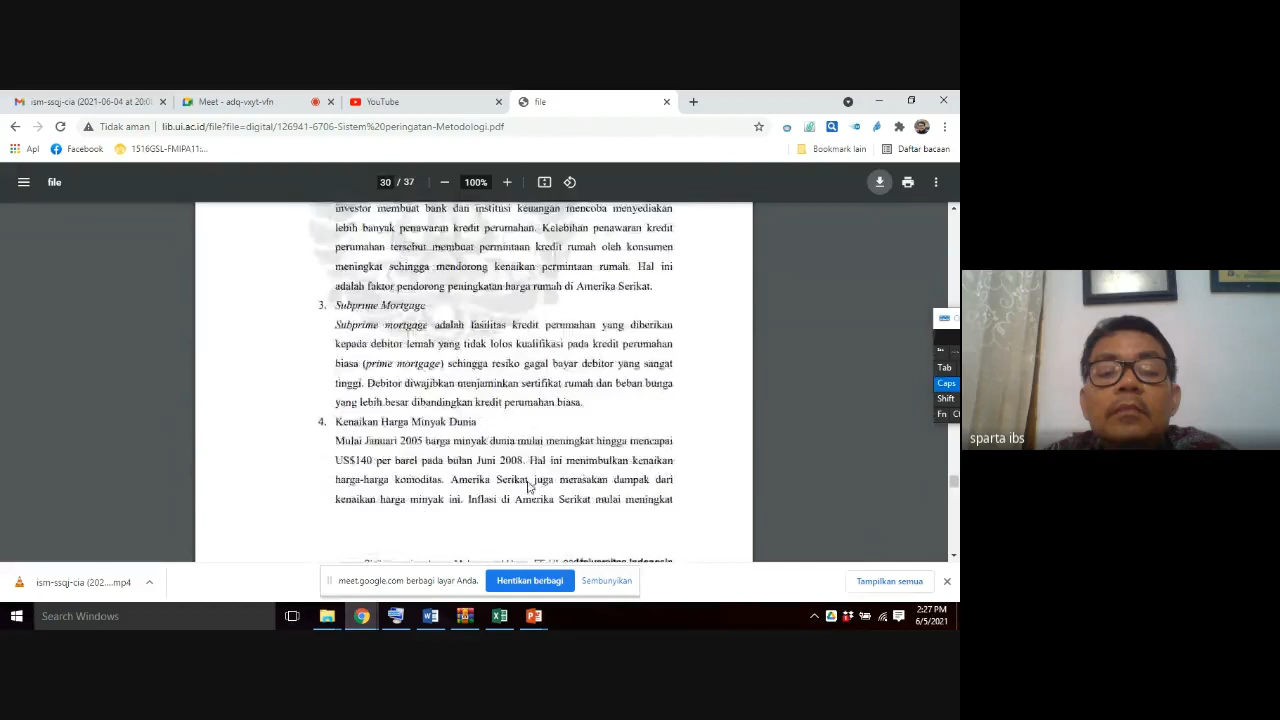 ism-ssqj-cia (2021-06-04 at 20:0
Meet - adq-vxyt-vfn
YouTube
file
Tidak aman
lib.ui.ac.id/file?file=digital/126941-6706-Sistem%20peringatan-Metodologi.pdf
Apl
Facebook
1516GSL-FMIPA11:...
Bookmark lain
Daftar bacaan
file
30 / 37
100%
investor membuat bank dan institusi keuangan mencoba menyediakan
lebih banyak penawaran kredit perumahan. Kelebihan penawaran kredit
perumahan tersebut membuat permintaan kredit rumah oleh konsumen
meningkat sehingga mendorong kenaikan permintaan rumah. Hal ini
adalah faktor pendorong peningkatan harga rumah di Amerika Serikat.
3. Subprime Mortgage
Subprime mortgage adalah fasilitas kredit perumahan yang diberikan
kepada debitor lemah yang tidak lolos kualifikasi pada kredit perumahan
biasa (prime mortgage) sehingga resiko gagal bayar debitor yang sangat
tinggi. Debitor diwajibkan menjaminkan sertifikat rumah dan beban bunga
yang lebih besar dibandingkan kredit perumahan biasa.
4. Kenaikan Harga Minyak Dunia
Mulai Januari 2005 harga minyak dunia mulai meningkat hingga mencapai
US$140 per barel pada bulan Juni 2008. Hal ini menimbulkan kenaikan
harga-harga komoditas. Amerika Serikat juga merasakan dampak dari
kenaikan harga minyak ini. Inflasi di Amerika Serikat mulai meningkat
Tab
Caps
Shift
Fn
sparta ibs
ism-ssqj-cia (202....mp4
meet.google.com berbagi layar Anda.
Hentikan berbagi
Sembunyikan
Tampilkan semua
Search Windows
2:27 PM
6/5/2021